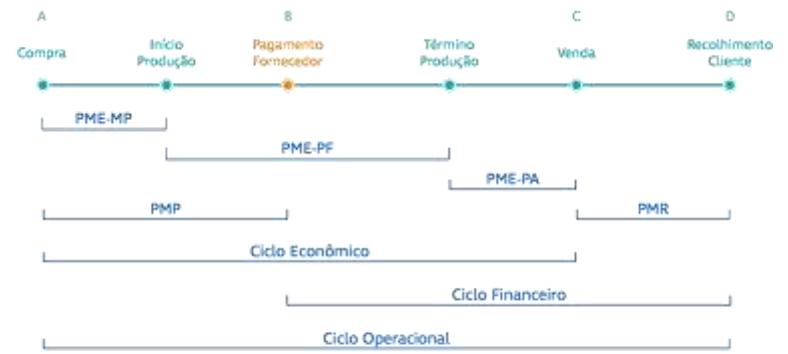 A B C D
Compra Início Produção Pagamento Fornecedor Término Produção Venda Recolhimento Cliente
PME-MP
PME-PF
PME-PA
PMP PMR
Ciclo Econômico
Ciclo Financeiro
Ciclo Operacional